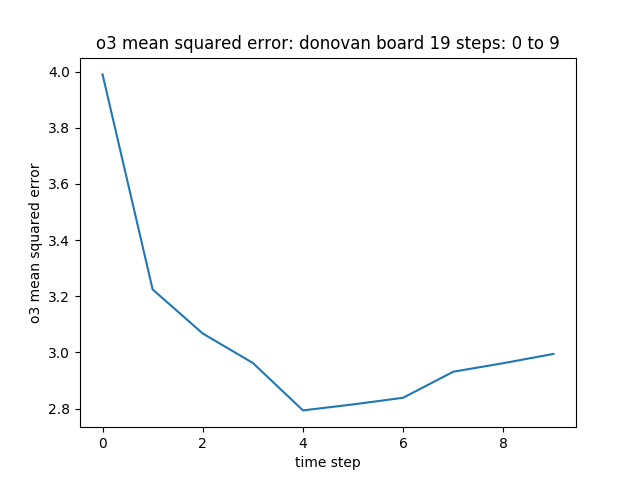 o3 mean squared error: donovan board 19 steps: 0 to 9
o3 mean squared error
4.0
3.8
3.6
3.4
3.2
3.0
2.8
0 2 4 6 8
time step